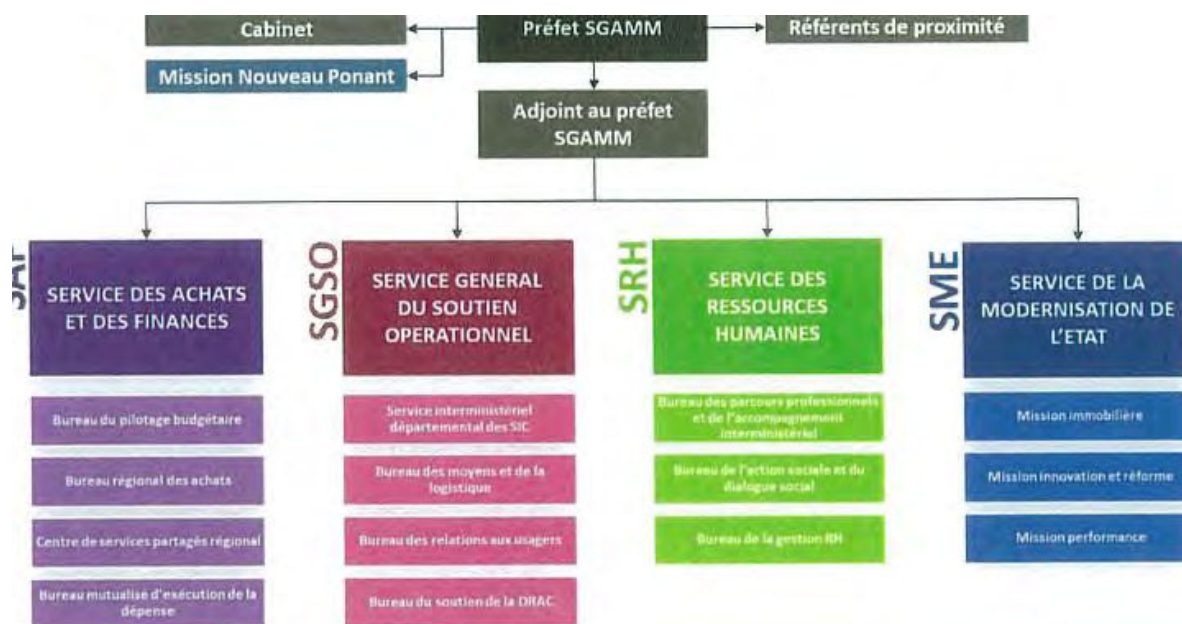 Cabinet
Préfet SGAMM
Référents de proximité
Mission Nouveau Ponant
Adjoint au préfet
SGAMM
SAF
SERVICE DES ACHATS
ET DES FINANCES
Bureau du pilotage budgétaire
Bureau régional des achats
Centre de services partagés régional
Bureau mutualisé d'exécution de la
dépense
SGSO
SERVICE GENERAL
DU SOUTIEN
OPERATIONNEL
Service interministériel
départemental des SIC
Bureau des moyens et de la
logistique
Bureau des relations aux usagers
Bureau du soutien de la DRAC
SRH
SERVICE DES
RESSOURCES
HUMAINES
Bureau des parcours professionnels
et de l'accompagnement
interministériel
Bureau de l'action sociale et du
dialogue social
Bureau de la gestion RH
SME
SERVICE DE LA
MODERNISATION DE
L'ETAT
Mission immobilière
Mission innovation et réforme
Mission performance